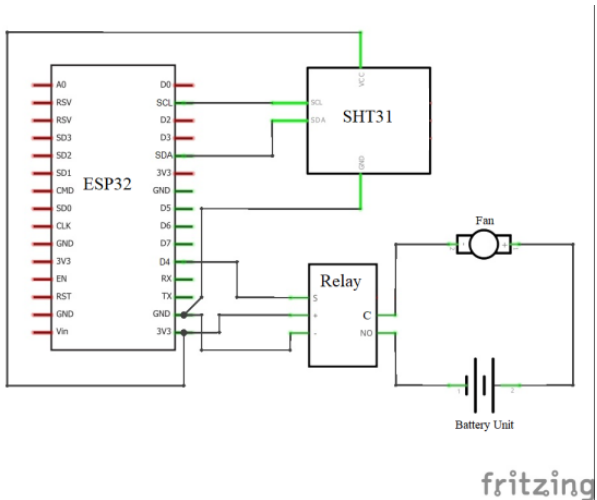 VCC
A0
RSV
RSV
SD3
SD2
SD1
CMD
SD0
CLK
GND
3V3
EN
RST
GND
Vin
ESP32
D0
SCL
D2
D3
SDA
3V3
GND
D5
D6
D7
D4
RX
TX
GND
3V3
SCL
SDA
SHT31
GND
Relay
S
+
-
C
NO
Fan
- +
1 2
Battery Unit
fritzing